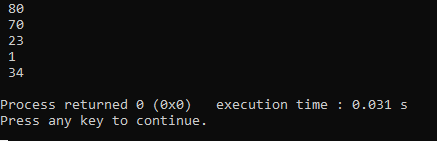 80
70
23
1
34
Process returned 0 (0x0)   execution time : 0.031 s
Press any key to continue.